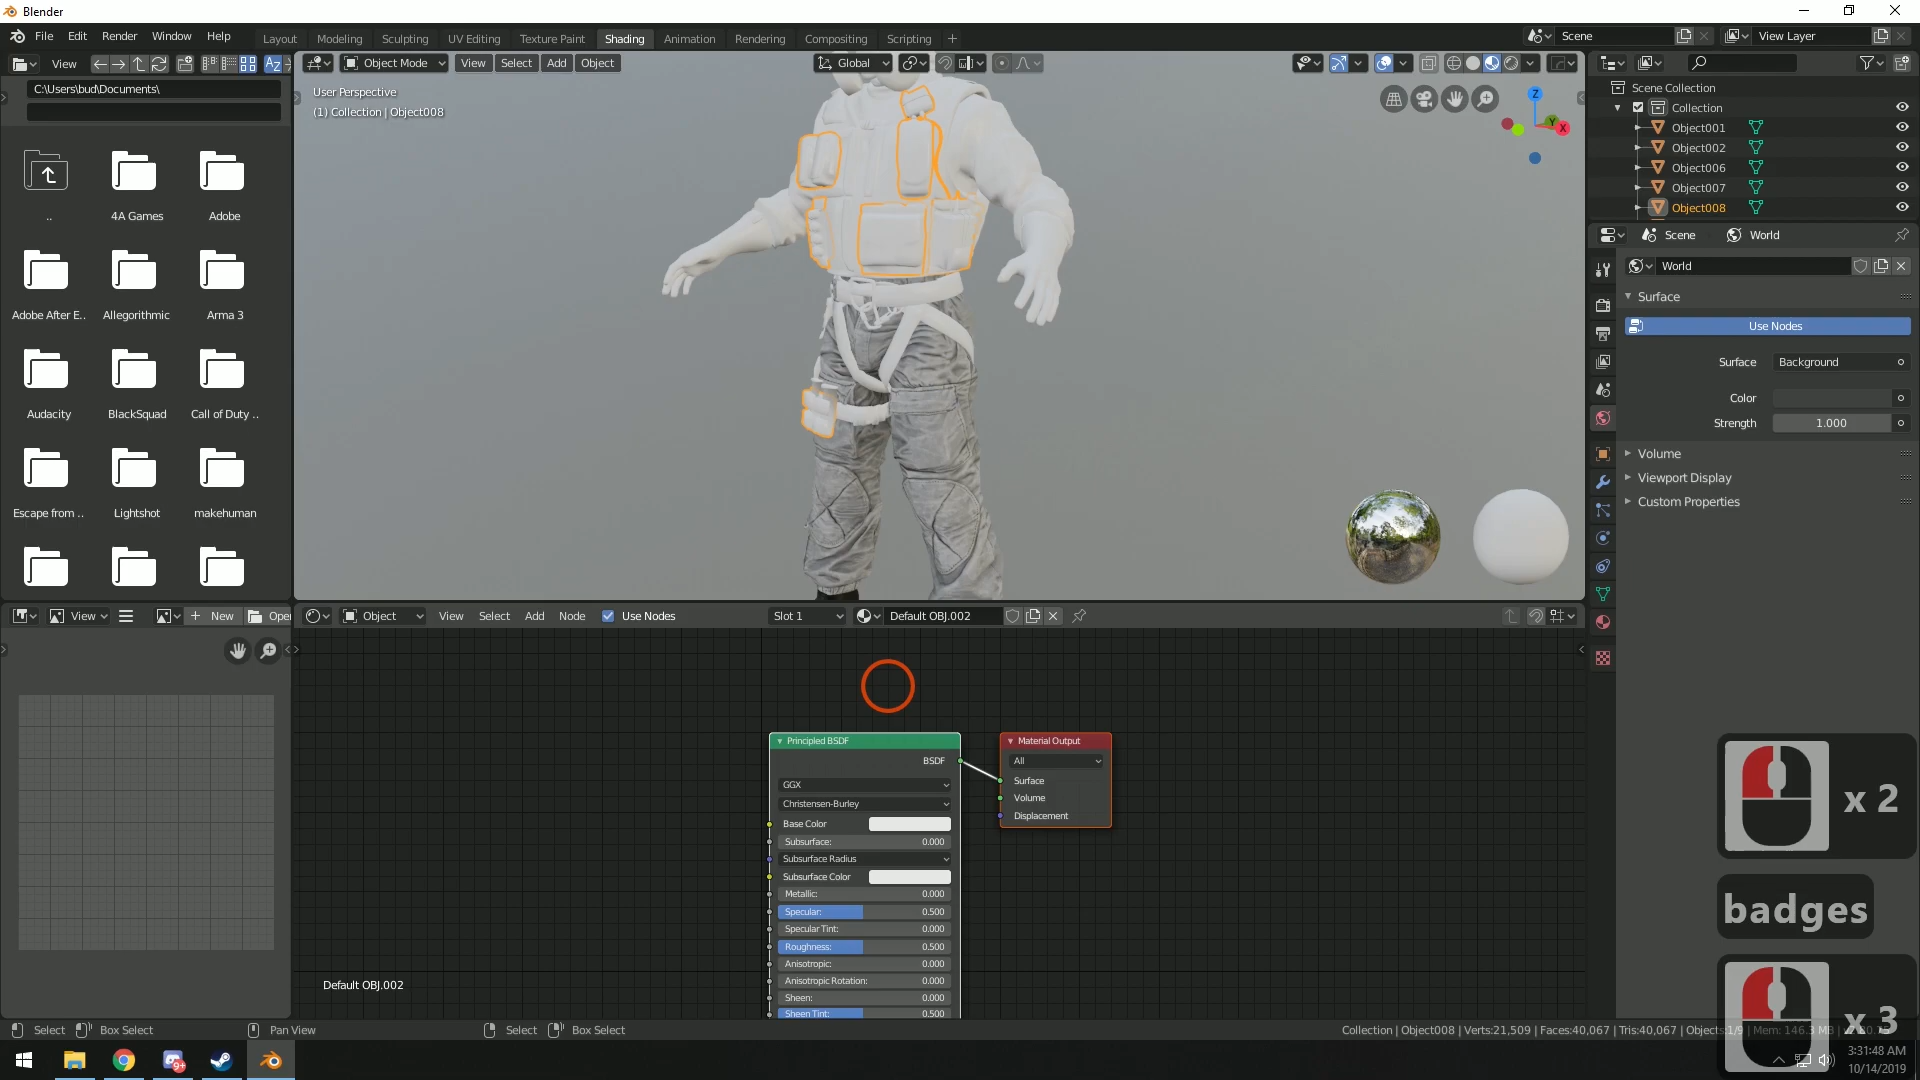 Blender
File Edit Render Window Help
Layout Modeling Sculpting UV Editing Texture Paint Shading Animation Rendering Compositing Scripting +
Scene
View Layer
View
C:\Users\bud\Documents\
..
4A Games
Adobe
Adobe After E..
Allegorithmic
Arma 3
Audacity
BlackSquad
Call of Duty ..
Escape from ..
Lightshot
makehuman
Object Mode View Select Add Object
Global
User Perspective
(1) Collection | Object008
Z
Y
X
Scene Collection
Collection
Object001
Object002
Object006
Object007
Object008
Scene
World
World
Surface
Use Nodes
Surface
Background
Color
Strength
1.000
Volume
Viewport Display
Custom Properties
View
New
Open
Object View Select Add Node Use Nodes
Slot 1
Default OBJ.002
Principled BSDF
BSDF
GGX
Christensen-Burley
Base Color
Subsurface: 0.000
Subsurface Radius
Subsurface Color
Metallic: 0.000
Specular: 0.500
Specular Tint: 0.000
Roughness: 0.500
Anisotropic: 0.000
Anisotropic Rotation: 0.000
Sheen: 0.000
Sheen Tint: 0.500
Material Output
All
Surface
Volume
Displacement
Default OBJ.002
x 2
badges
x 3
Select Box Select Pan View Select Box Select
Collection | Object008 | Verts:21,509 | Faces:40,067 | Tris:40,067 | Objects:1/9 | Mem: 146.3 MB
9+
3:31:48 AM
10/14/2019